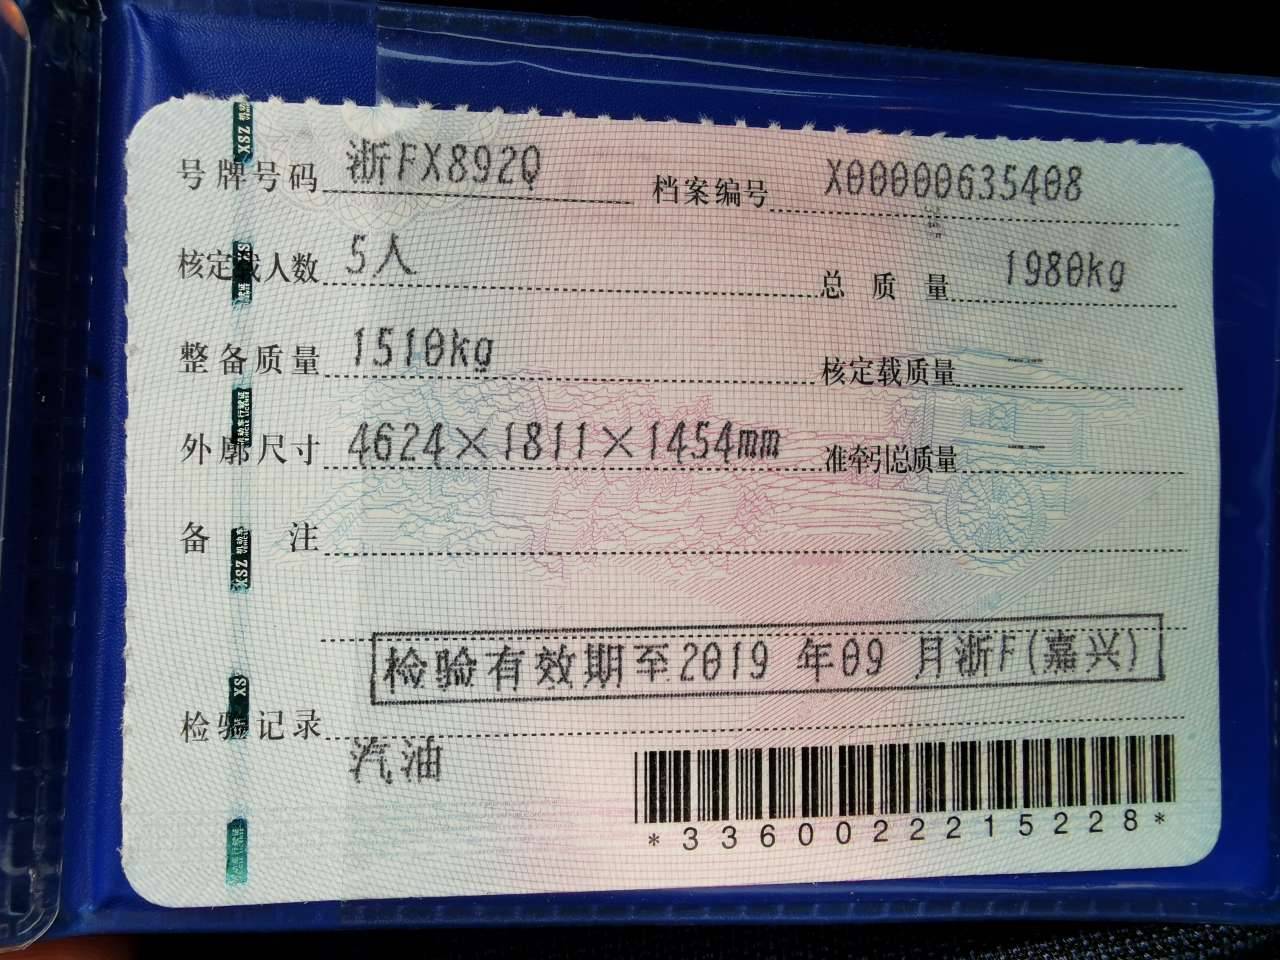 号牌号码 浙FX892Q 档案编号 X00000635408
核定载人数 5人 总质量 1980kg
整备质量 1510kg 核定载质量 --
外廓尺寸 4624×1811×1454mm 准牵引总质量 --
备注
检验有效期至2019 年09 月浙F(嘉兴)
检验记录
汽油
*3360022215228*